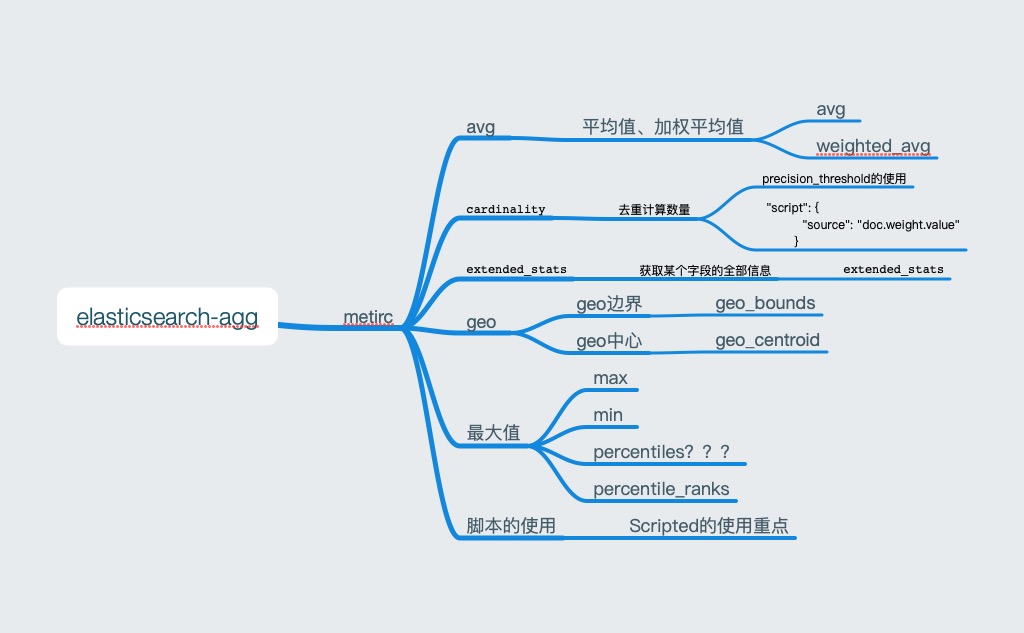 elasticsearch-agg
metirc
avg
平均值、加权平均值
avg
weighted_avg
cardinality
去重计算数量
precision_threshold的使用
"script": {
"source": "doc.weight.value"
}
extended_stats
获取某个字段的全部信息
extended_stats
geo
geo边界
geo_bounds
geo中心
geo_centroid
最大值
max
min
percentiles？？？
percentile_ranks
脚本的使用
Scripted的使用重点